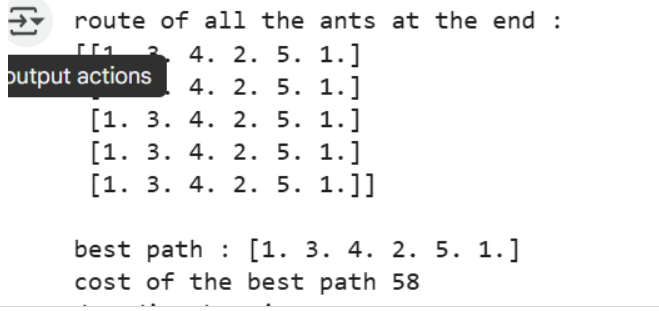 route of all the ants at the end :
[[1. 3. 4. 2. 5. 1.]
output actions
4. 2. 5. 1.]
[1. 3. 4. 2. 5. 1.]
[1. 3. 4. 2. 5. 1.]
[1. 3. 4. 2. 5. 1.]]
best path : [1. 3. 4. 2. 5. 1.]
cost of the best path 58